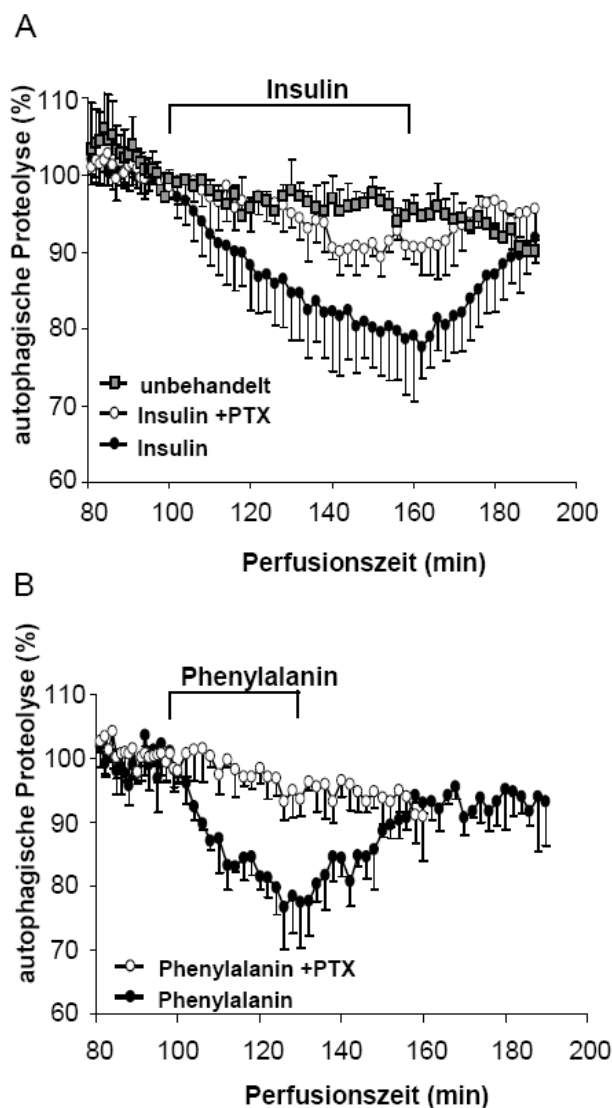 A
Insulin
110
100
90
80
70
60
autophagische Proteolyse (%)
unbehandelt
Insulin +PTX
Insulin
80 100 120 140 160 180 200
Perfusionszeit (min)
B
Phenylalanin
110
100
90
80
70
60
autophagische Proteolyse (%)
Phenylalanin +PTX
Phenylalanin
80 100 120 140 160 180 200
Perfusionszeit (min)